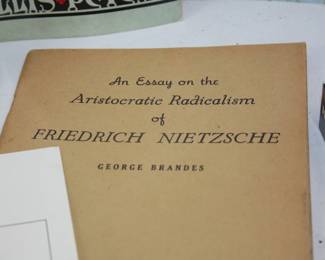 An Essay on the
Aristocratic Radicalism
of
FRIEDRICH NIETZSCHE
GEORGE BRANDES